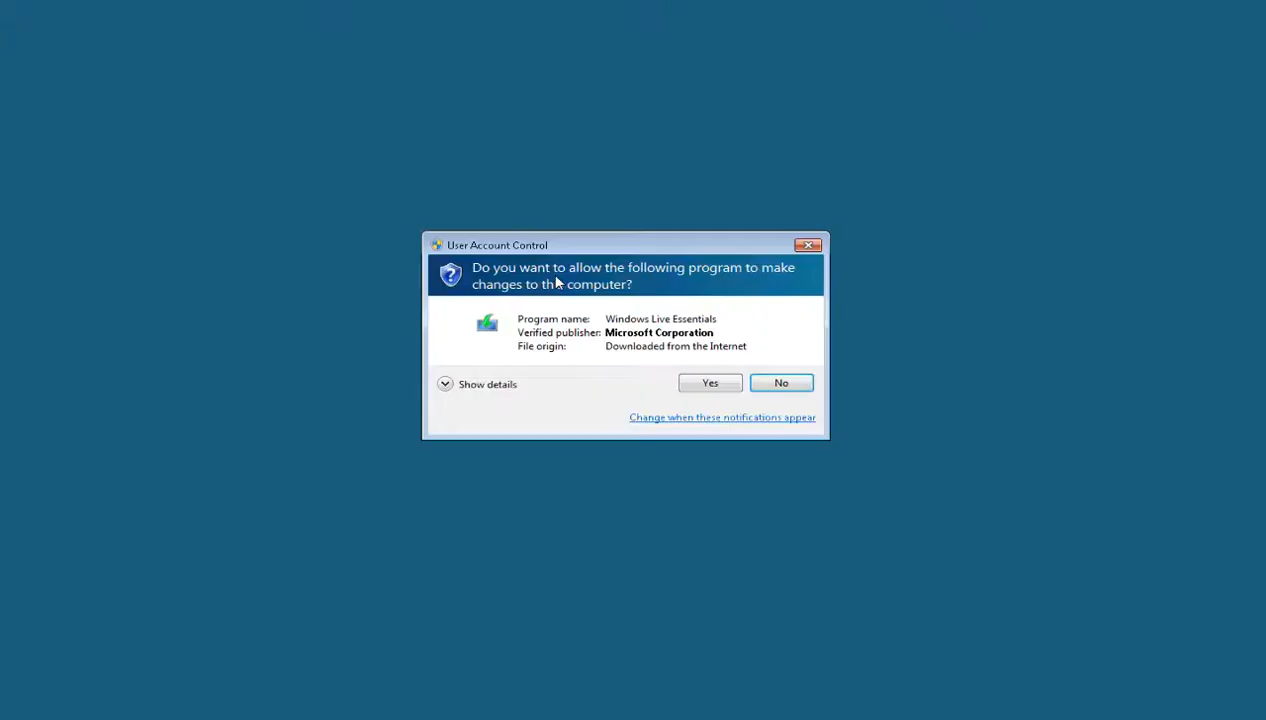 User Account Control
Do you want to allow the following program to make
changes to this computer?
Program name: Windows Live Essentials
Verified publisher: Microsoft Corporation
File origin: Downloaded from the Internet
Show details
Yes
No
Change when these notifications appear